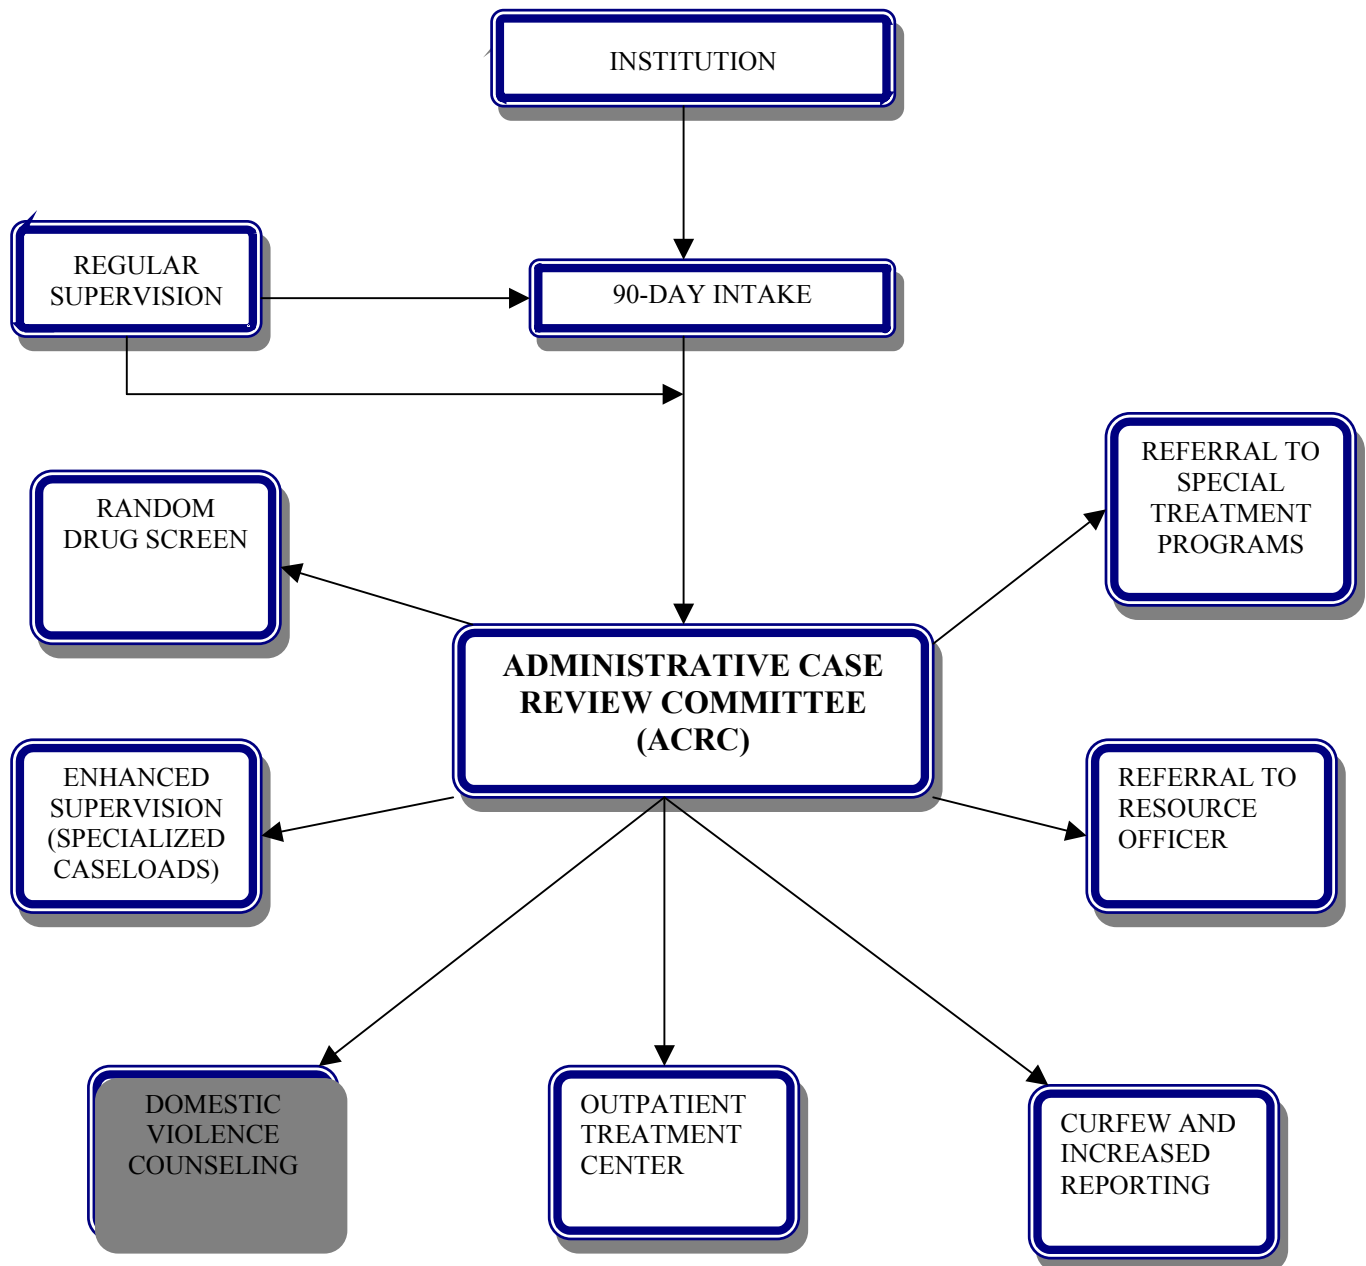 INSTITUTION
REGULAR
SUPERVISION
90-DAY INTAKE
REFERRAL TO
SPECIAL
TREATMENT
PROGRAMS
RANDOM
DRUG SCREEN
ADMINISTRATIVE CASE
REVIEW COMMITTEE
(ACRC)
ENHANCED
SUPERVISION
(SPECIALIZED
CASELOADS)
REFERRAL TO
RESOURCE
OFFICER
DOMESTIC
VIOLENCE
COUNSELING
OUTPATIENT
TREATMENT
CENTER
CURFEW AND
INCREASED
REPORTING